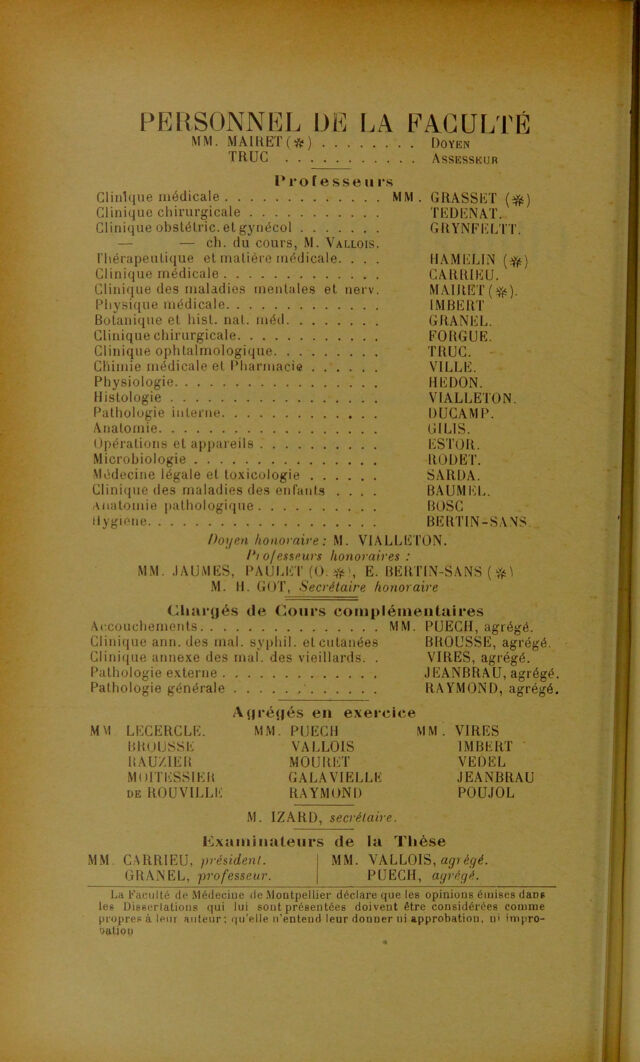 PERSONNEL DE LA FACULTÉ
MM. MAIRET (✻) . . . . . . . . DOYEN
TRUC . . . . . . . . . . . ASSESSEUR
Professeurs
Clinique médicale . . . . . . . . . . . . . MM. GRASSET (✻)
Clinique chirurgicale . . . . . . . . . . . TEDENAT.
Clinique obstétric. et gynécol . . . . . . . GRYNFELTT.
— — ch. du cours, M. VALLOIS.
Thérapeutique et matière médicale. . . . HAMELIN (✻)
Clinique médicale . . . . . . . . . . . . . CARRIEU.
Clinique des maladies mentales et nerv. MAIRET (✻).
Physique médicale. . . . . . . . . . . . . IMBERT
Botanique et hist. nat. méd. . . . . . . . GRANEL.
Clinique chirurgicale. . . . . . . . . . . . FORGUE.
Clinique ophtalmologique. . . . . . . . . TRUC.
Chimie médicale et Pharmacie . . . . . . VILLE.
Physiologie. . . . . . . . . . . . . . . . . HEDON.
Histologie . . . . . . . . . . . . . . . . . VIALLETON.
Pathologie interne. . . . . . . . . . . . . DUCAMP.
Anatomie. . . . . . . . . . . . . . . . . . GILIS.
Opérations et appareils . . . . . . . . . . ESTOR.
Microbiologie . . . . . . . . . . . . . . . RODET.
Médecine légale et toxicologie . . . . . . SARDA.
Clinique des maladies des enfants . . . . BAUMEL.
Anatomie pathologique . . . . . . . . . . BOSC
Hygiène. . . . . . . . . . . . . . . . . . BERTIN-SANS
Doyen honoraire : M. VIALLETON.
Professeurs honoraires :
MM. JAUMES, PAULET (O. ✻), E. BERTIN-SANS (✻)
M. H. GOT, Secrétaire honoraire
Chargés de Cours complémentaires
Accouchements. . . . . . . . . . . . . . . MM. PUECH, agrégé.
Clinique ann. des mal. syphil. et cutanées BROUSSE, agrégé.
Clinique annexe des mal. des vieillards. . VIRES, agrégé.
Pathologie externe . . . . . . . . . . . . . JEANBRAU, agrégé.
Pathologie générale . . . . . . . . . . . . RAYMOND, agrégé.
Agrégés en exercice
MM LECERCLE. MM. PUECH MM. VIRES
BROUSSE VALLOIS IMBERT
RAUZIER MOURET VEDEL
MOITESSIER GALAVIELLE JEANBRAU
DE ROUVILLE RAYMOND POUJOL
M. IZARD, secrétaire.
Examinateurs de la Thèse
MM. CARRIEU, président. MM. VALLOIS, agrégé.
GRANEL, professeur. PUECH, agrégé.
La Faculté de Médecine de Montpellier déclare que les opinions émises dans
les Dissertations qui lui sont présentées doivent être considérées comme
propres à leur auteur; qu'elle n'entend leur donner ni approbation, ni impro-
bation